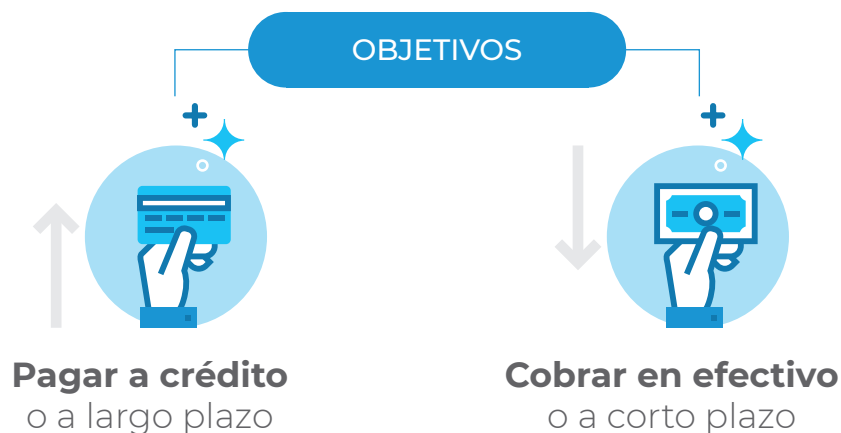 OBJETIVOS
Pagar a crédito
o a largo plazo
Cobrar en efectivo
o a corto plazo